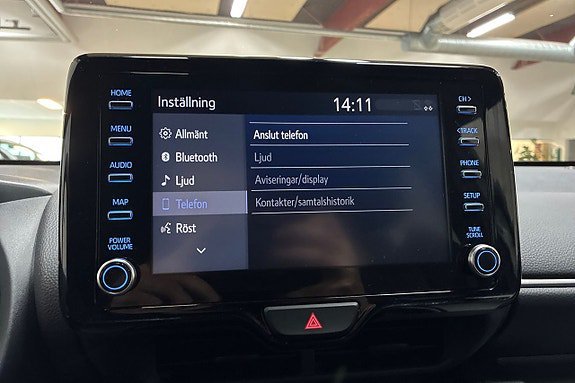 HOME
MENU
AUDIO
MAP
POWER
VOLUME
Inställning
14:11
Allmänt
Bluetooth
Ljud
Telefon
Röst
Anslut telefon
Ljud
Aviseringar/display
Kontakter/samtalshistorik
CH >
< TRACK
PHONE
SETUP
TUNE
SCROLL